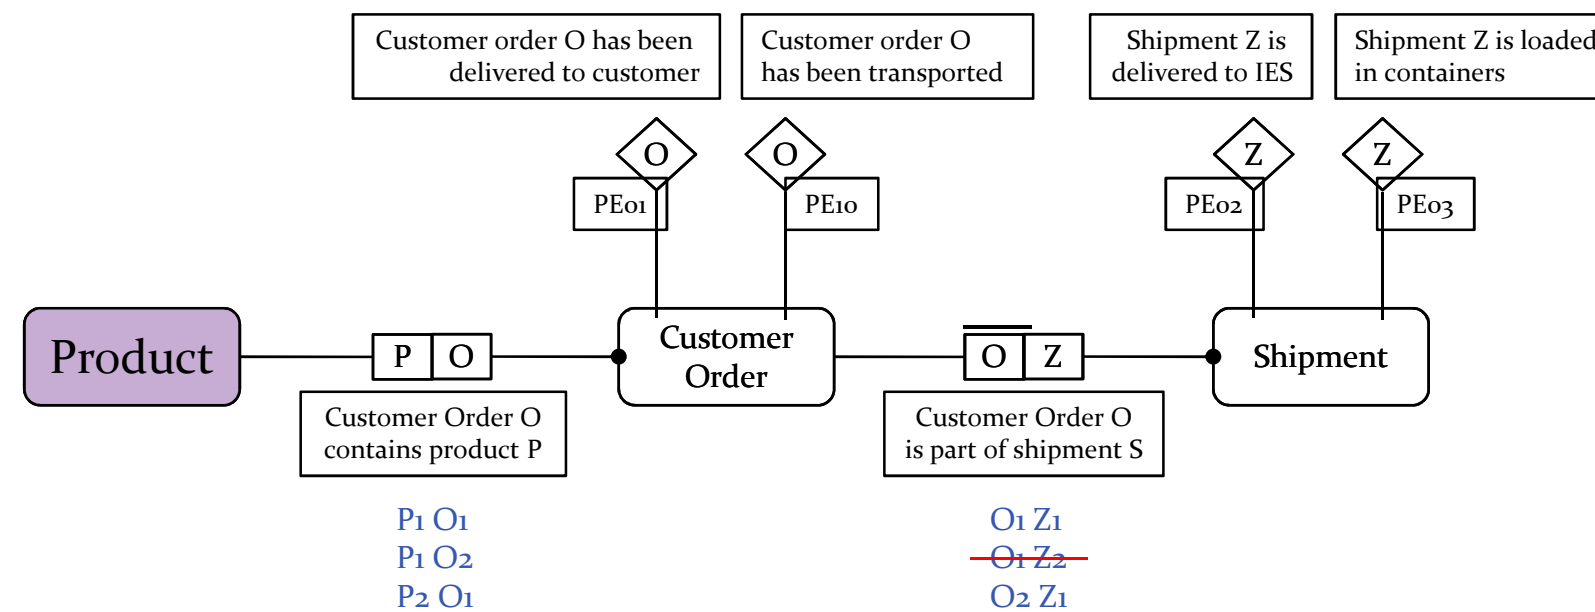 Customer order O has been
delivered to customer
Customer order O
has been transported
Shipment Z is
delivered to IES
Shipment Z is loaded
in containers
O
O
Z
Z
PE01
PE10
PE02
PE03
Product
P O
Customer
Order
O Z
Shipment
Customer Order O
contains product P
Customer Order O
is part of shipment S
P1 O1
P1 O2
P2 O1
O1 Z1
O1 Z2
O2 Z1